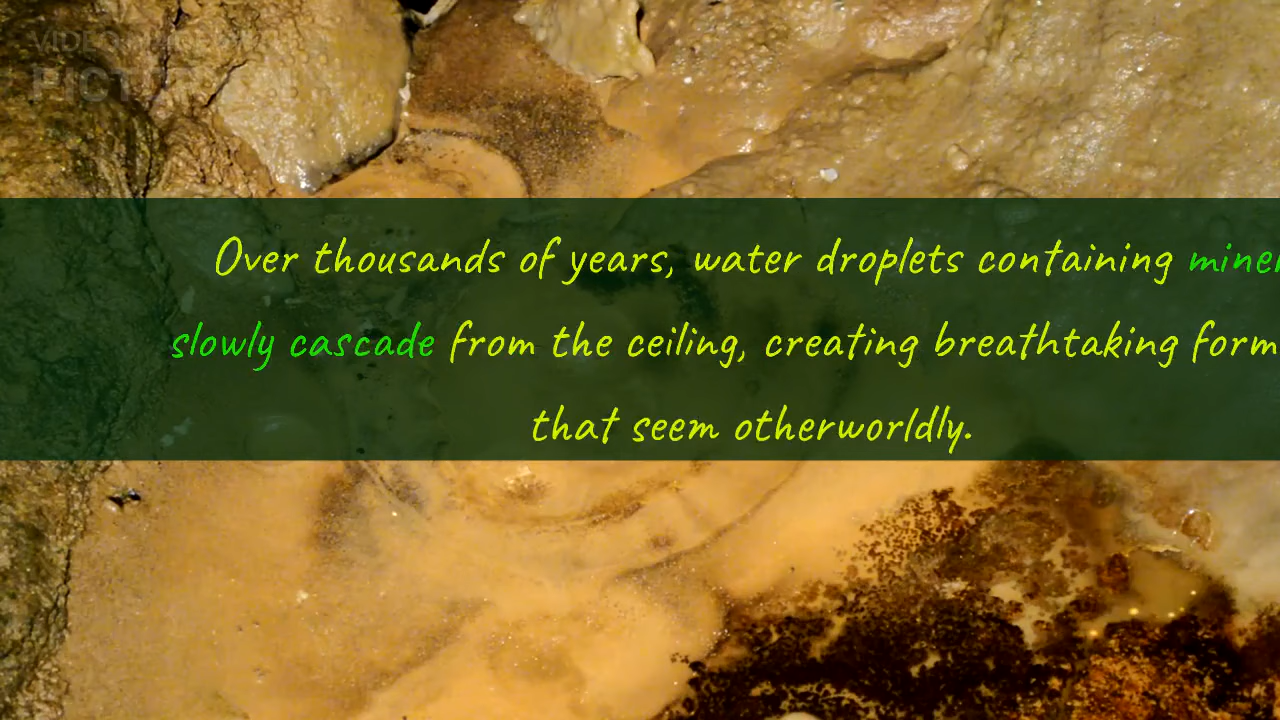 Over thousands of years, water droplets containing
slowly cascade from the ceiling, creating breathtaking
that seem otherworldly.